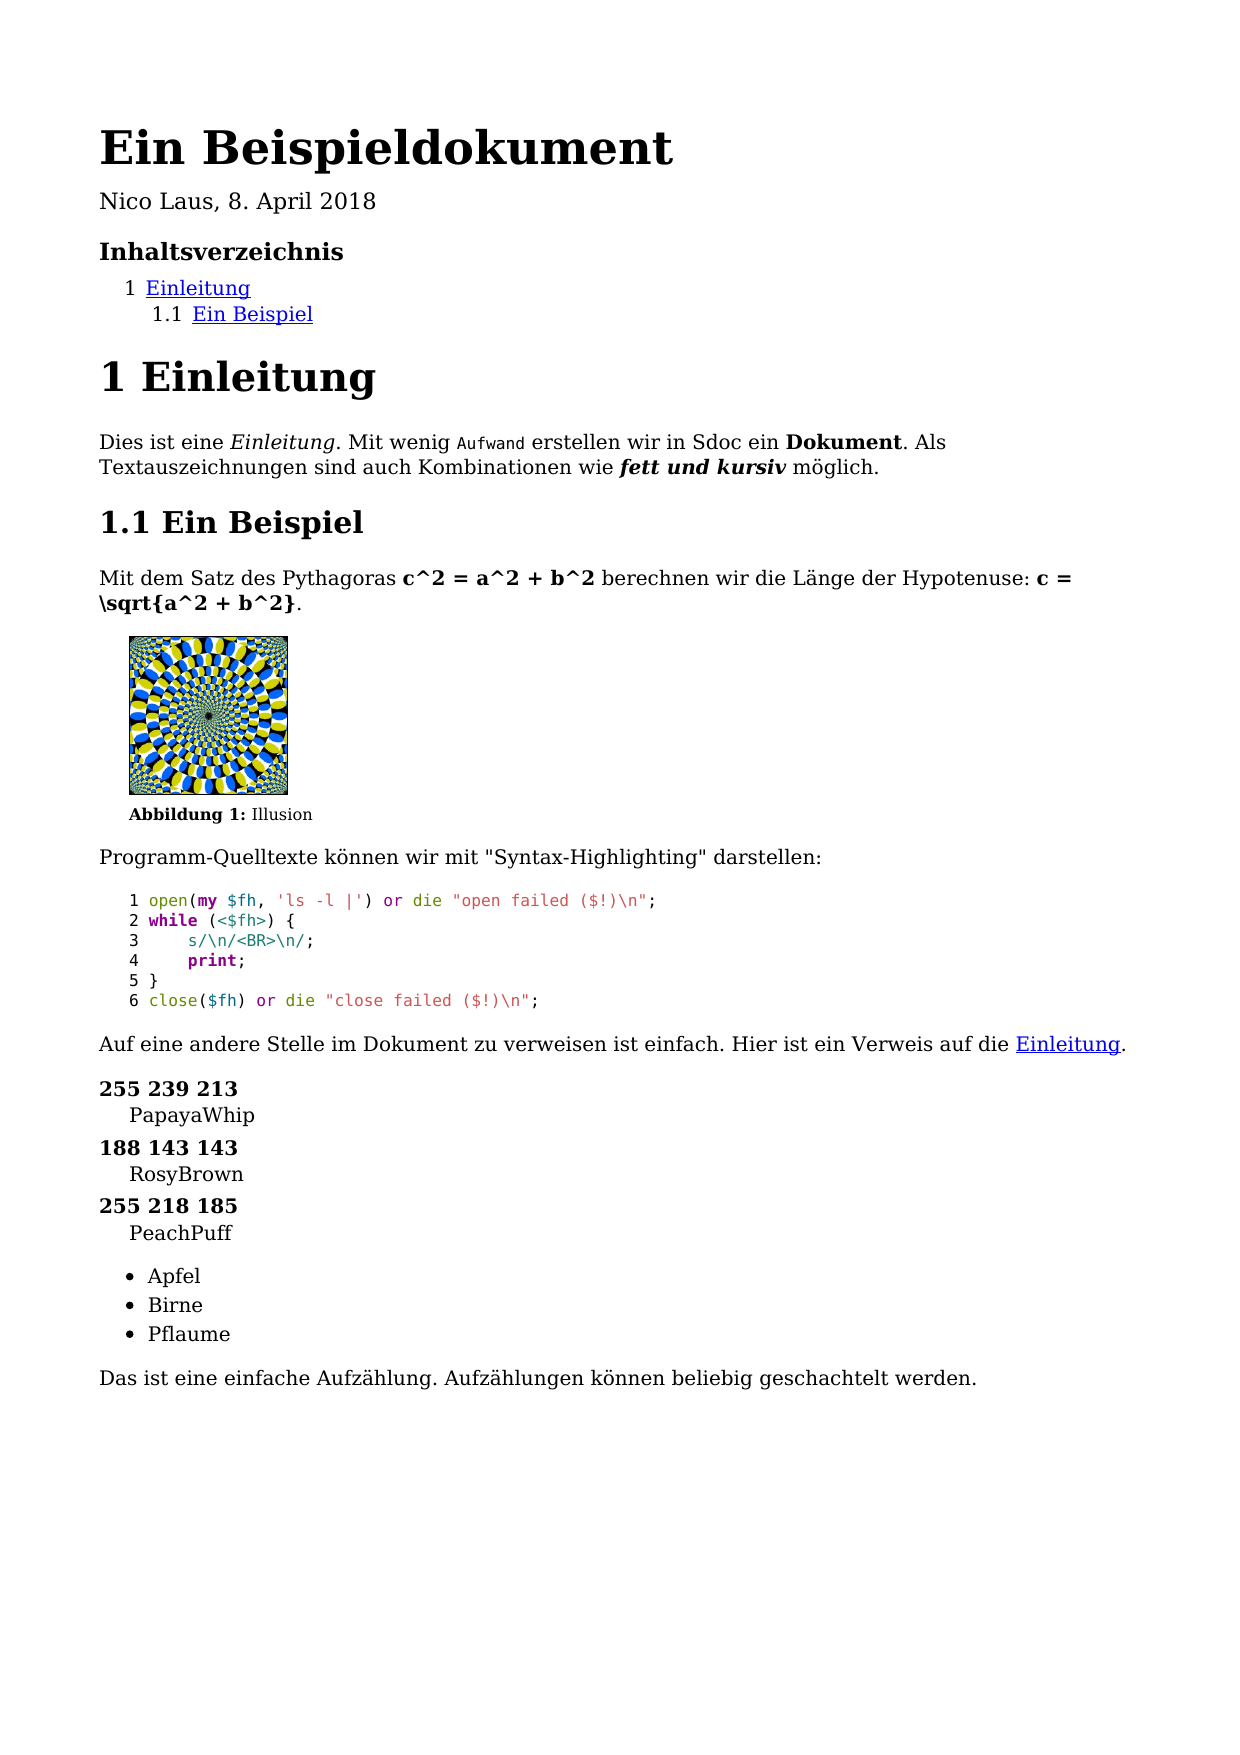 Ein Beispieldokument
Nico Laus, 8. April 2018
Inhaltsverzeichnis
1 Einleitung
1.1 Ein Beispiel
1 Einleitung
Dies ist eine Einleitung. Mit wenig Aufwand erstellen wir in Sdoc ein Dokument. Als
Textauszeichnungen sind auch Kombinationen wie fett und kursiv möglich.
1.1 Ein Beispiel
Mit dem Satz des Pythagoras c^2 = a^2 + b^2 berechnen wir die Länge der Hypotenuse: c =
\sqrt{a^2 + b^2}.
Abbildung 1: Illusion
Programm-Quelltexte können wir mit "Syntax-Highlighting" darstellen:
1 open(my $fh, 'ls -l |') or die "open failed ($!)\n";
2 while (<$fh>) {
3     s/\n/<BR>\n/;
4     print;
5 }
6 close($fh) or die "close failed ($!)\n";
Auf eine andere Stelle im Dokument zu verweisen ist einfach. Hier ist ein Verweis auf die Einleitung.
255 239 213
PapayaWhip
188 143 143
RosyBrown
255 218 185
PeachPuff
• Apfel
• Birne
• Pflaume
Das ist eine einfache Aufzählung. Aufzählungen können beliebig geschachtelt werden.